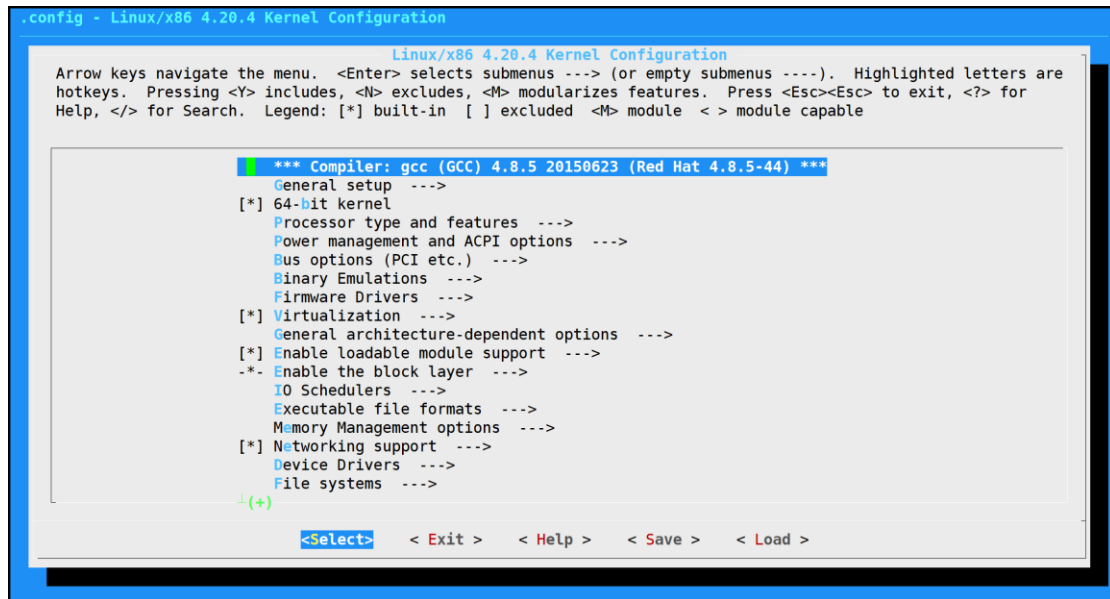 .config - Linux/x86 4.20.4 Kernel Configuration
Linux/x86 4.20.4 Kernel Configuration
Arrow keys navigate the menu.  <Enter> selects submenus ---> (or empty submenus ----).  Highlighted letters are
hotkeys.  Pressing <Y> includes, <N> excludes, <M> modularizes features.  Press <Esc><Esc> to exit, <?> for
Help, </> for Search.  Legend: [*] built-in  [ ] excluded  <M> module  < > module capable
*** Compiler: gcc (GCC) 4.8.5 20150623 (Red Hat 4.8.5-44) ***
General setup  --->
[*] 64-bit kernel
Processor type and features  --->
Power management and ACPI options  --->
Bus options (PCI etc.)  --->
Binary Emulations  --->
Firmware Drivers  --->
[*] Virtualization  --->
General architecture-dependent options  --->
[*] Enable loadable module support  --->
-*- Enable the block layer  --->
IO Schedulers  --->
Executable file formats  --->
Memory Management options  --->
[*] Networking support  --->
Device Drivers  --->
File systems  --->
(+)
<Select>    < Exit >    < Help >    < Save >    < Load >